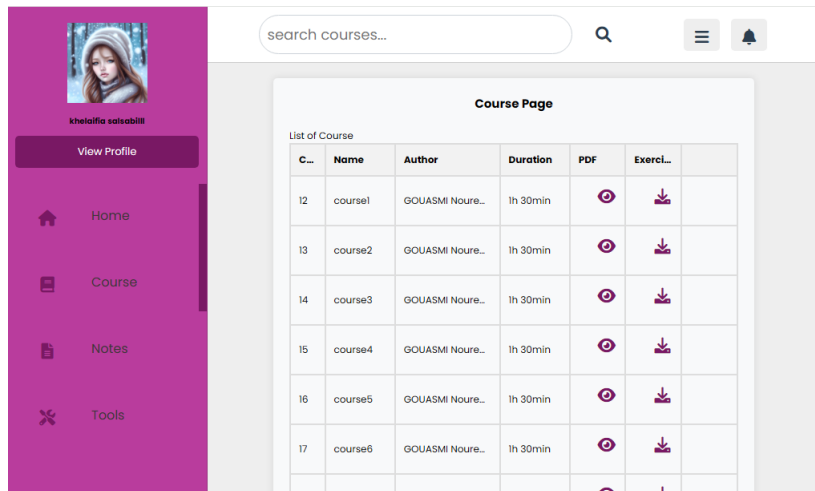 search courses...
khelaifia salsabilll
View Profile
Home
Course
Notes
Tools
Course Page
List of Course
C... Name Author Duration PDF Exerci...
12 course1 GOUASMI Noure... 1h 30min
13 course2 GOUASMI Noure... 1h 30min
14 course3 GOUASMI Noure... 1h 30min
15 course4 GOUASMI Noure... 1h 30min
16 course5 GOUASMI Noure... 1h 30min
17 course6 GOUASMI Noure... 1h 30min